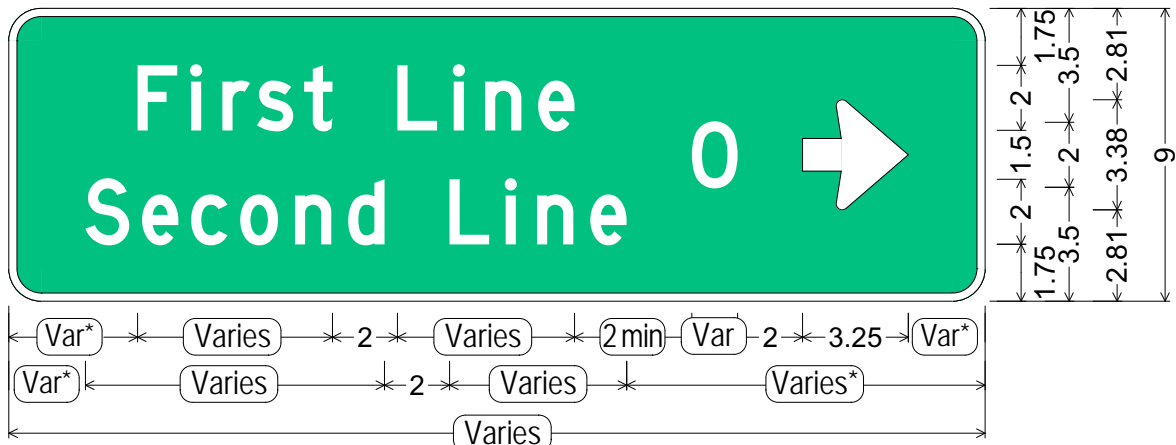 First Line
Second Line
0
1.75
2
1.5
2
1.75
3.5
2
3.5
2.81
3.38
2.81
9
Var* Varies 2 Varies 2 min Var 2 3.25 Var*
Var* Varies 2 Varies Varies*
Varies